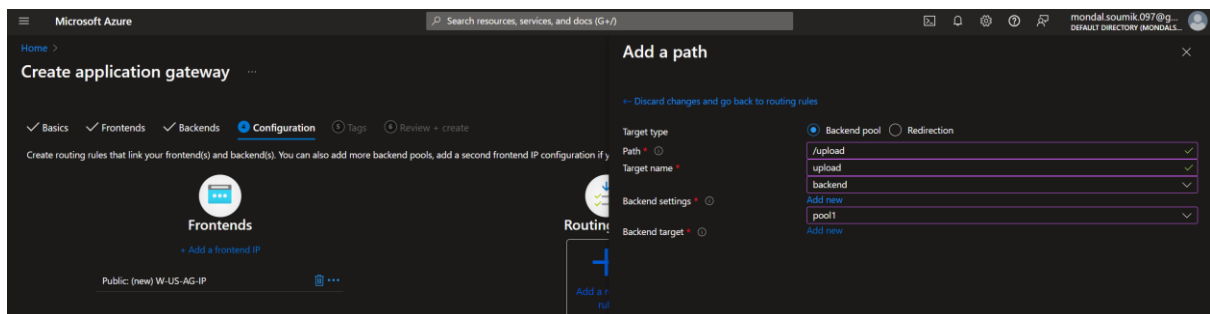 Microsoft Azure
Search resources, services, and docs (G+/)
mondal.soumik.097@g...
DEFAULT DIRECTORY (MONDALS...
Home >
Create application gateway ...
Basics Frontends Backends 4 Configuration 5 Tags 6 Review + create
Create routing rules that link your frontend(s) and backend(s). You can also add more backend pools, add a second frontend IP configuration if y
Frontends
+ Add a frontend IP
Public: (new) W-US-AG-IP
Routing
Add a r
rul
Add a path
← Discard changes and go back to routing rules
Target type Backend pool Redirection
Path * /upload
Target name * upload
Backend settings * backend
Add new
Backend target * pool1
Add new